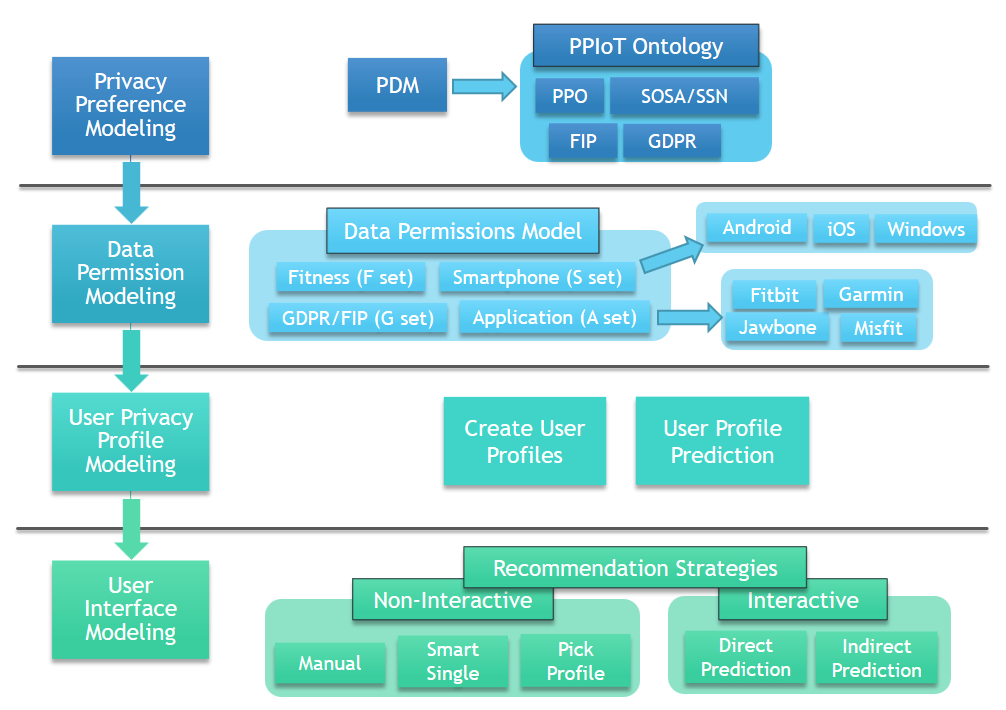 Privacy
Preference
Modeling
PDM
PPIoT Ontology
PPO
SOSA/SSN
FIP
GDPR
Data
Permission
Modeling
Data Permissions Model
Fitness (F set)
Smartphone (S set)
GDPR/FIP (G set)
Application (A set)
Android
iOS
Windows
Fitbit
Garmin
Jawbone
Misfit
User Privacy
Profile
Modeling
Create User
Profiles
User Profile
Prediction
User
Interface
Modeling
Recommendation Strategies
Non-Interactive
Manual
Smart
Single
Pick
Profile
Interactive
Direct
Prediction
Indirect
Prediction